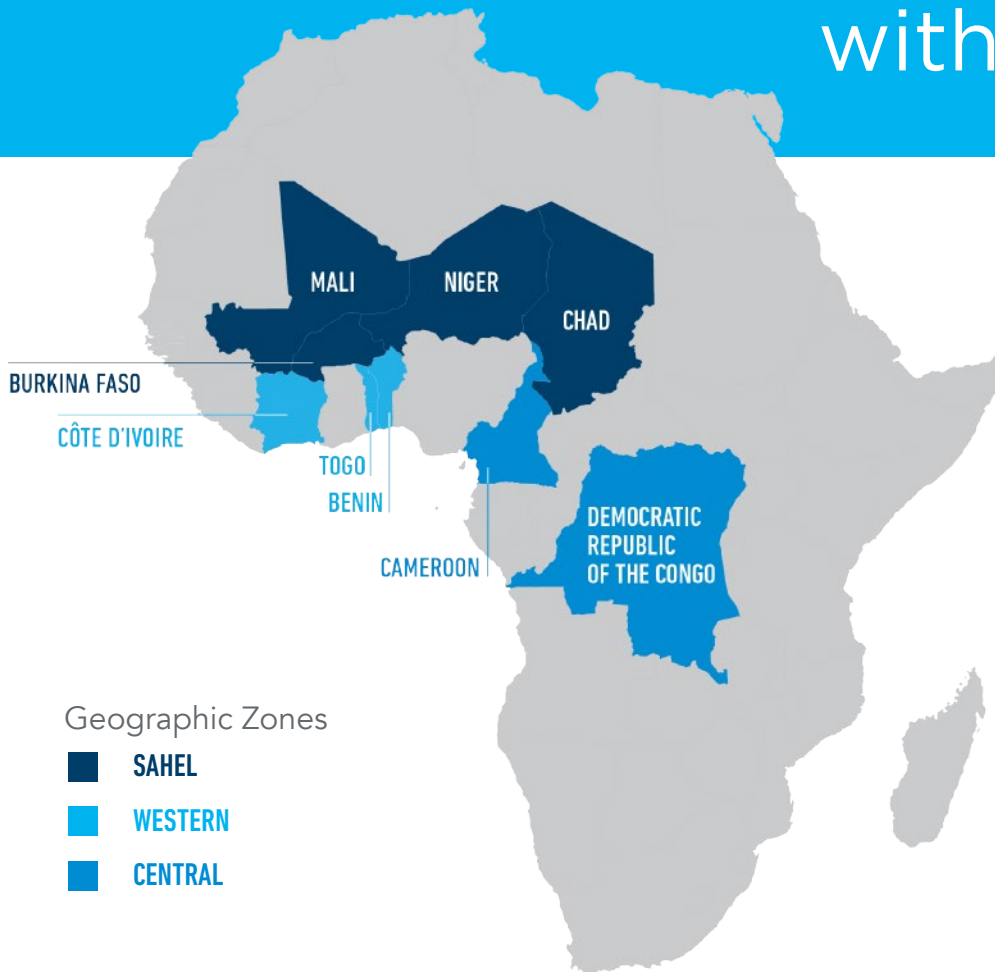 with
MALI
NIGER
CHAD
BURKINA FASO
CÔTE D'IVOIRE
TOGO
BENIN
CAMEROON
DEMOCRATIC
REPUBLIC
OF THE CONGO
Geographic Zones
SAHEL
WESTERN
CENTRAL